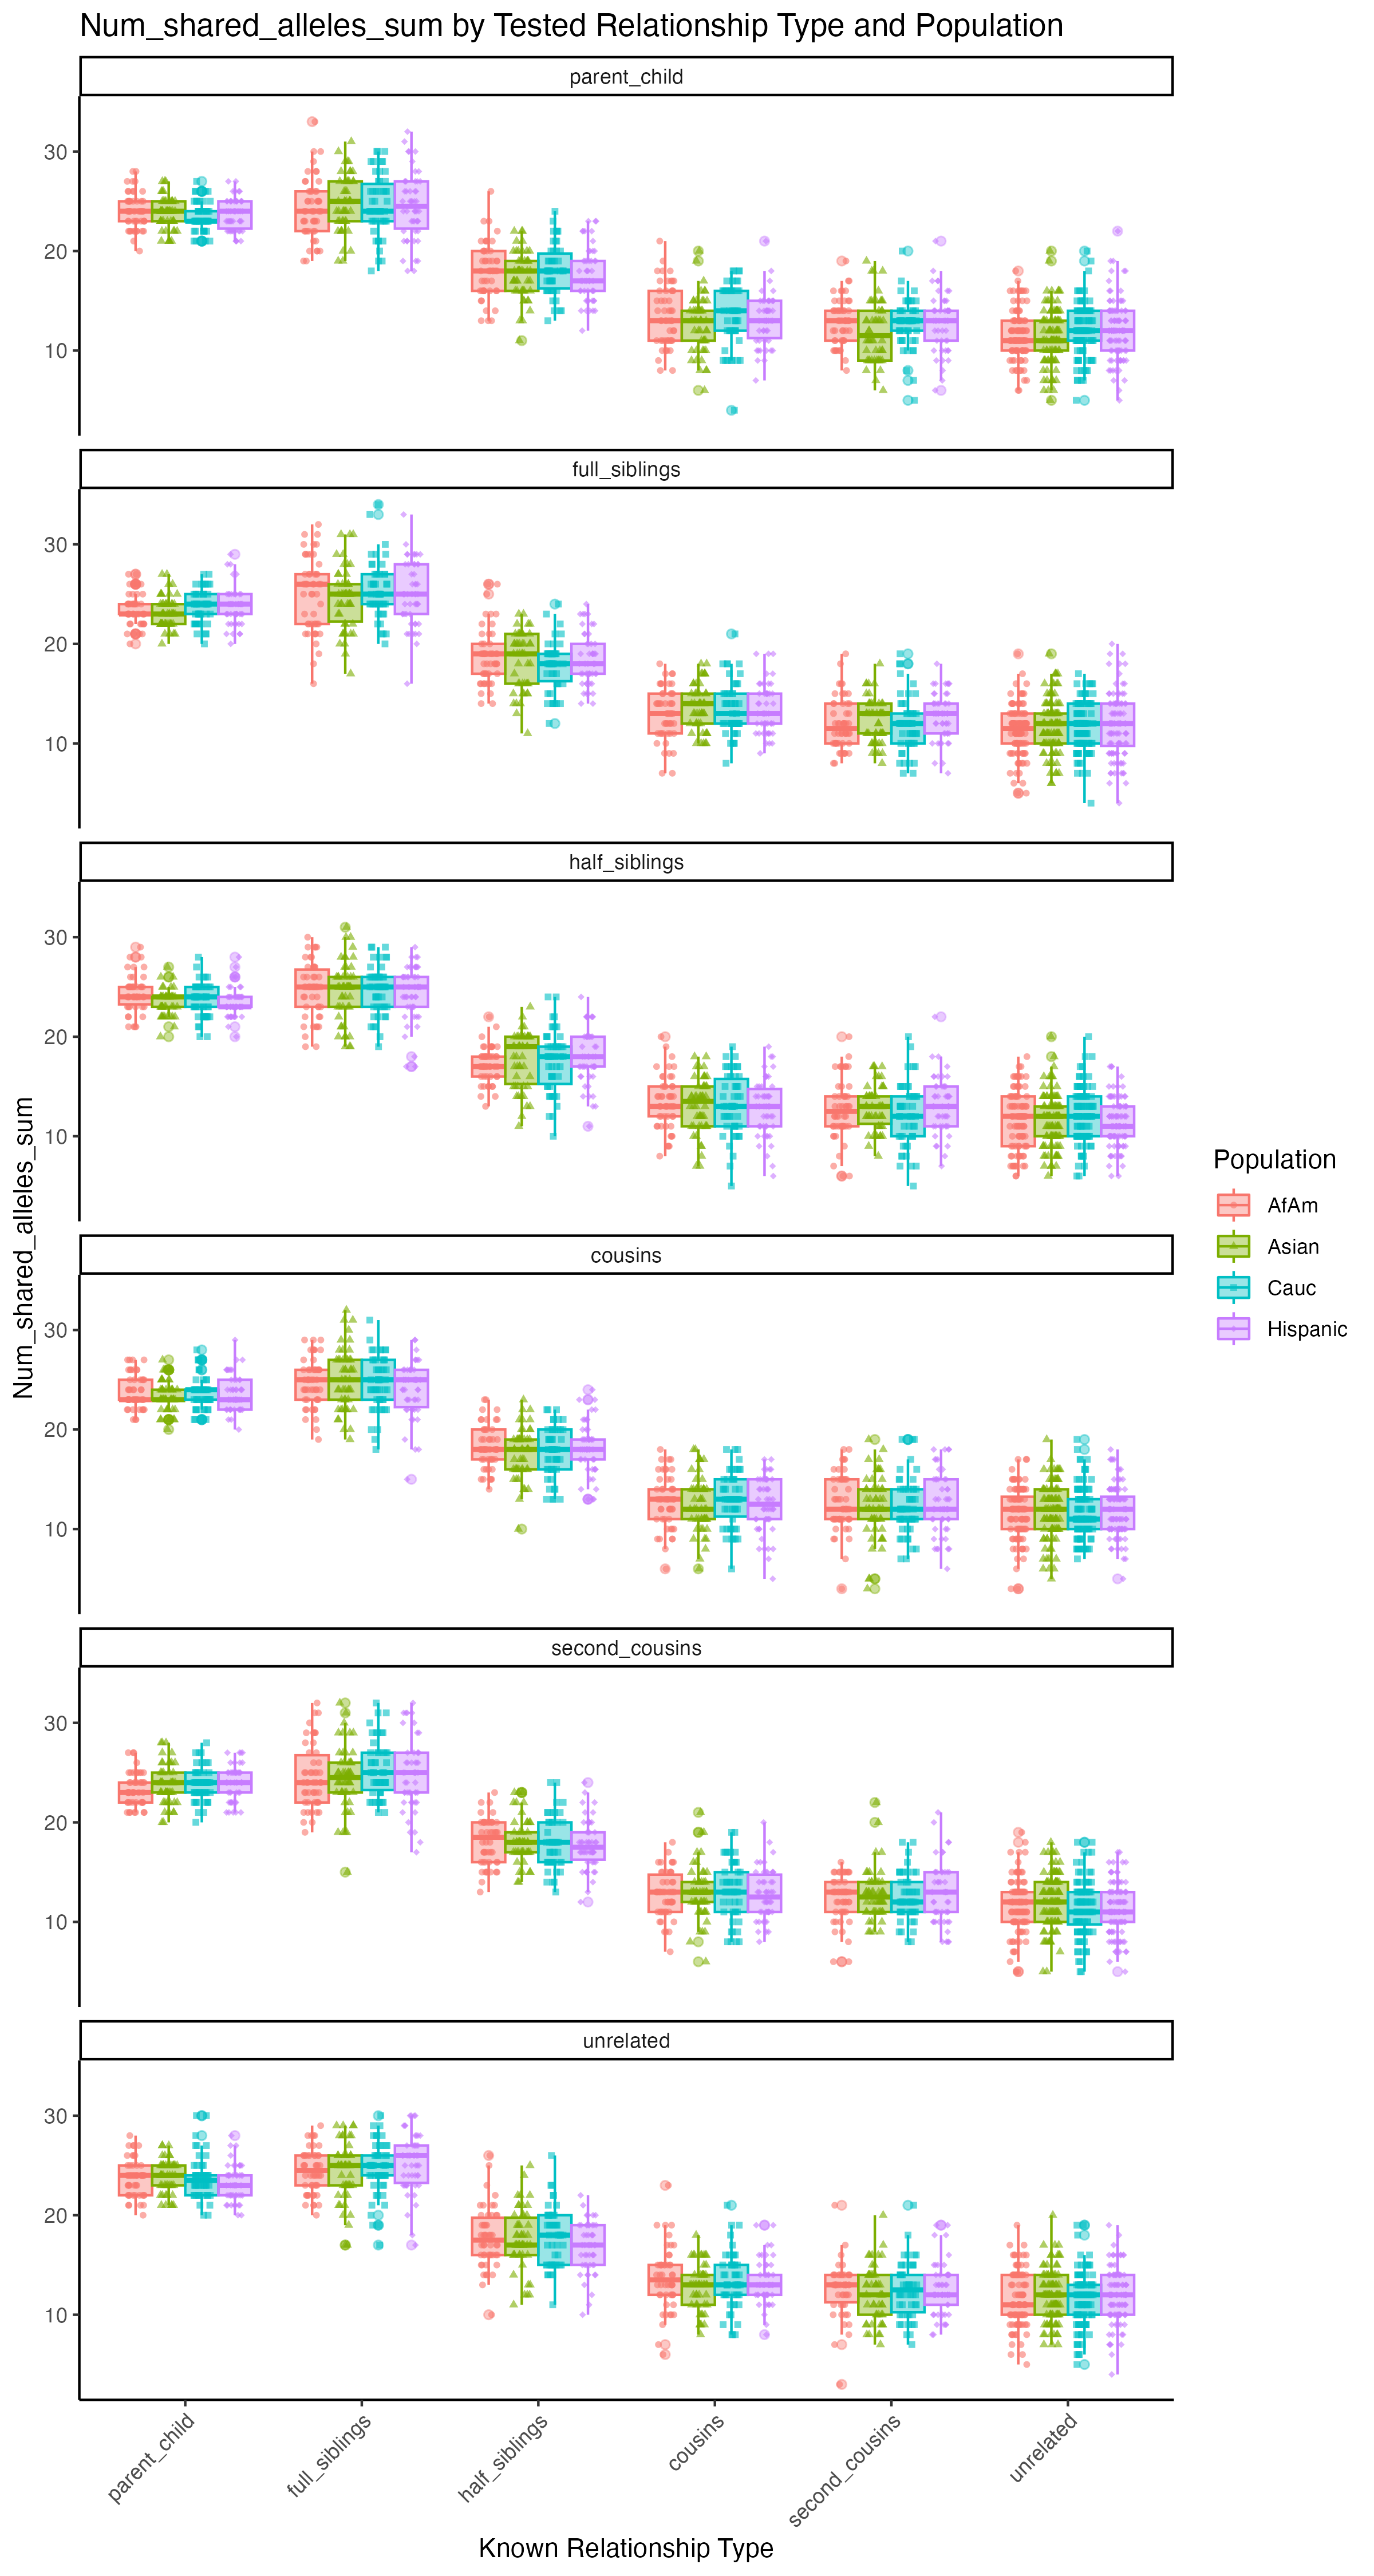 Num_shared_alleles_sum by Tested Relationship Type and Population
parent_child
30
20
10
full_siblings
30
20
10
half_siblings
30
20
10
cousins
30
20
10
second_cousins
30
20
10
unrelated
30
20
10
Num_shared_alleles_sum
parent_child
full_siblings
half_siblings
cousins
second_cousins
unrelated
Known Relationship Type
Population
AfAm
Asian
Cauc
Hispanic